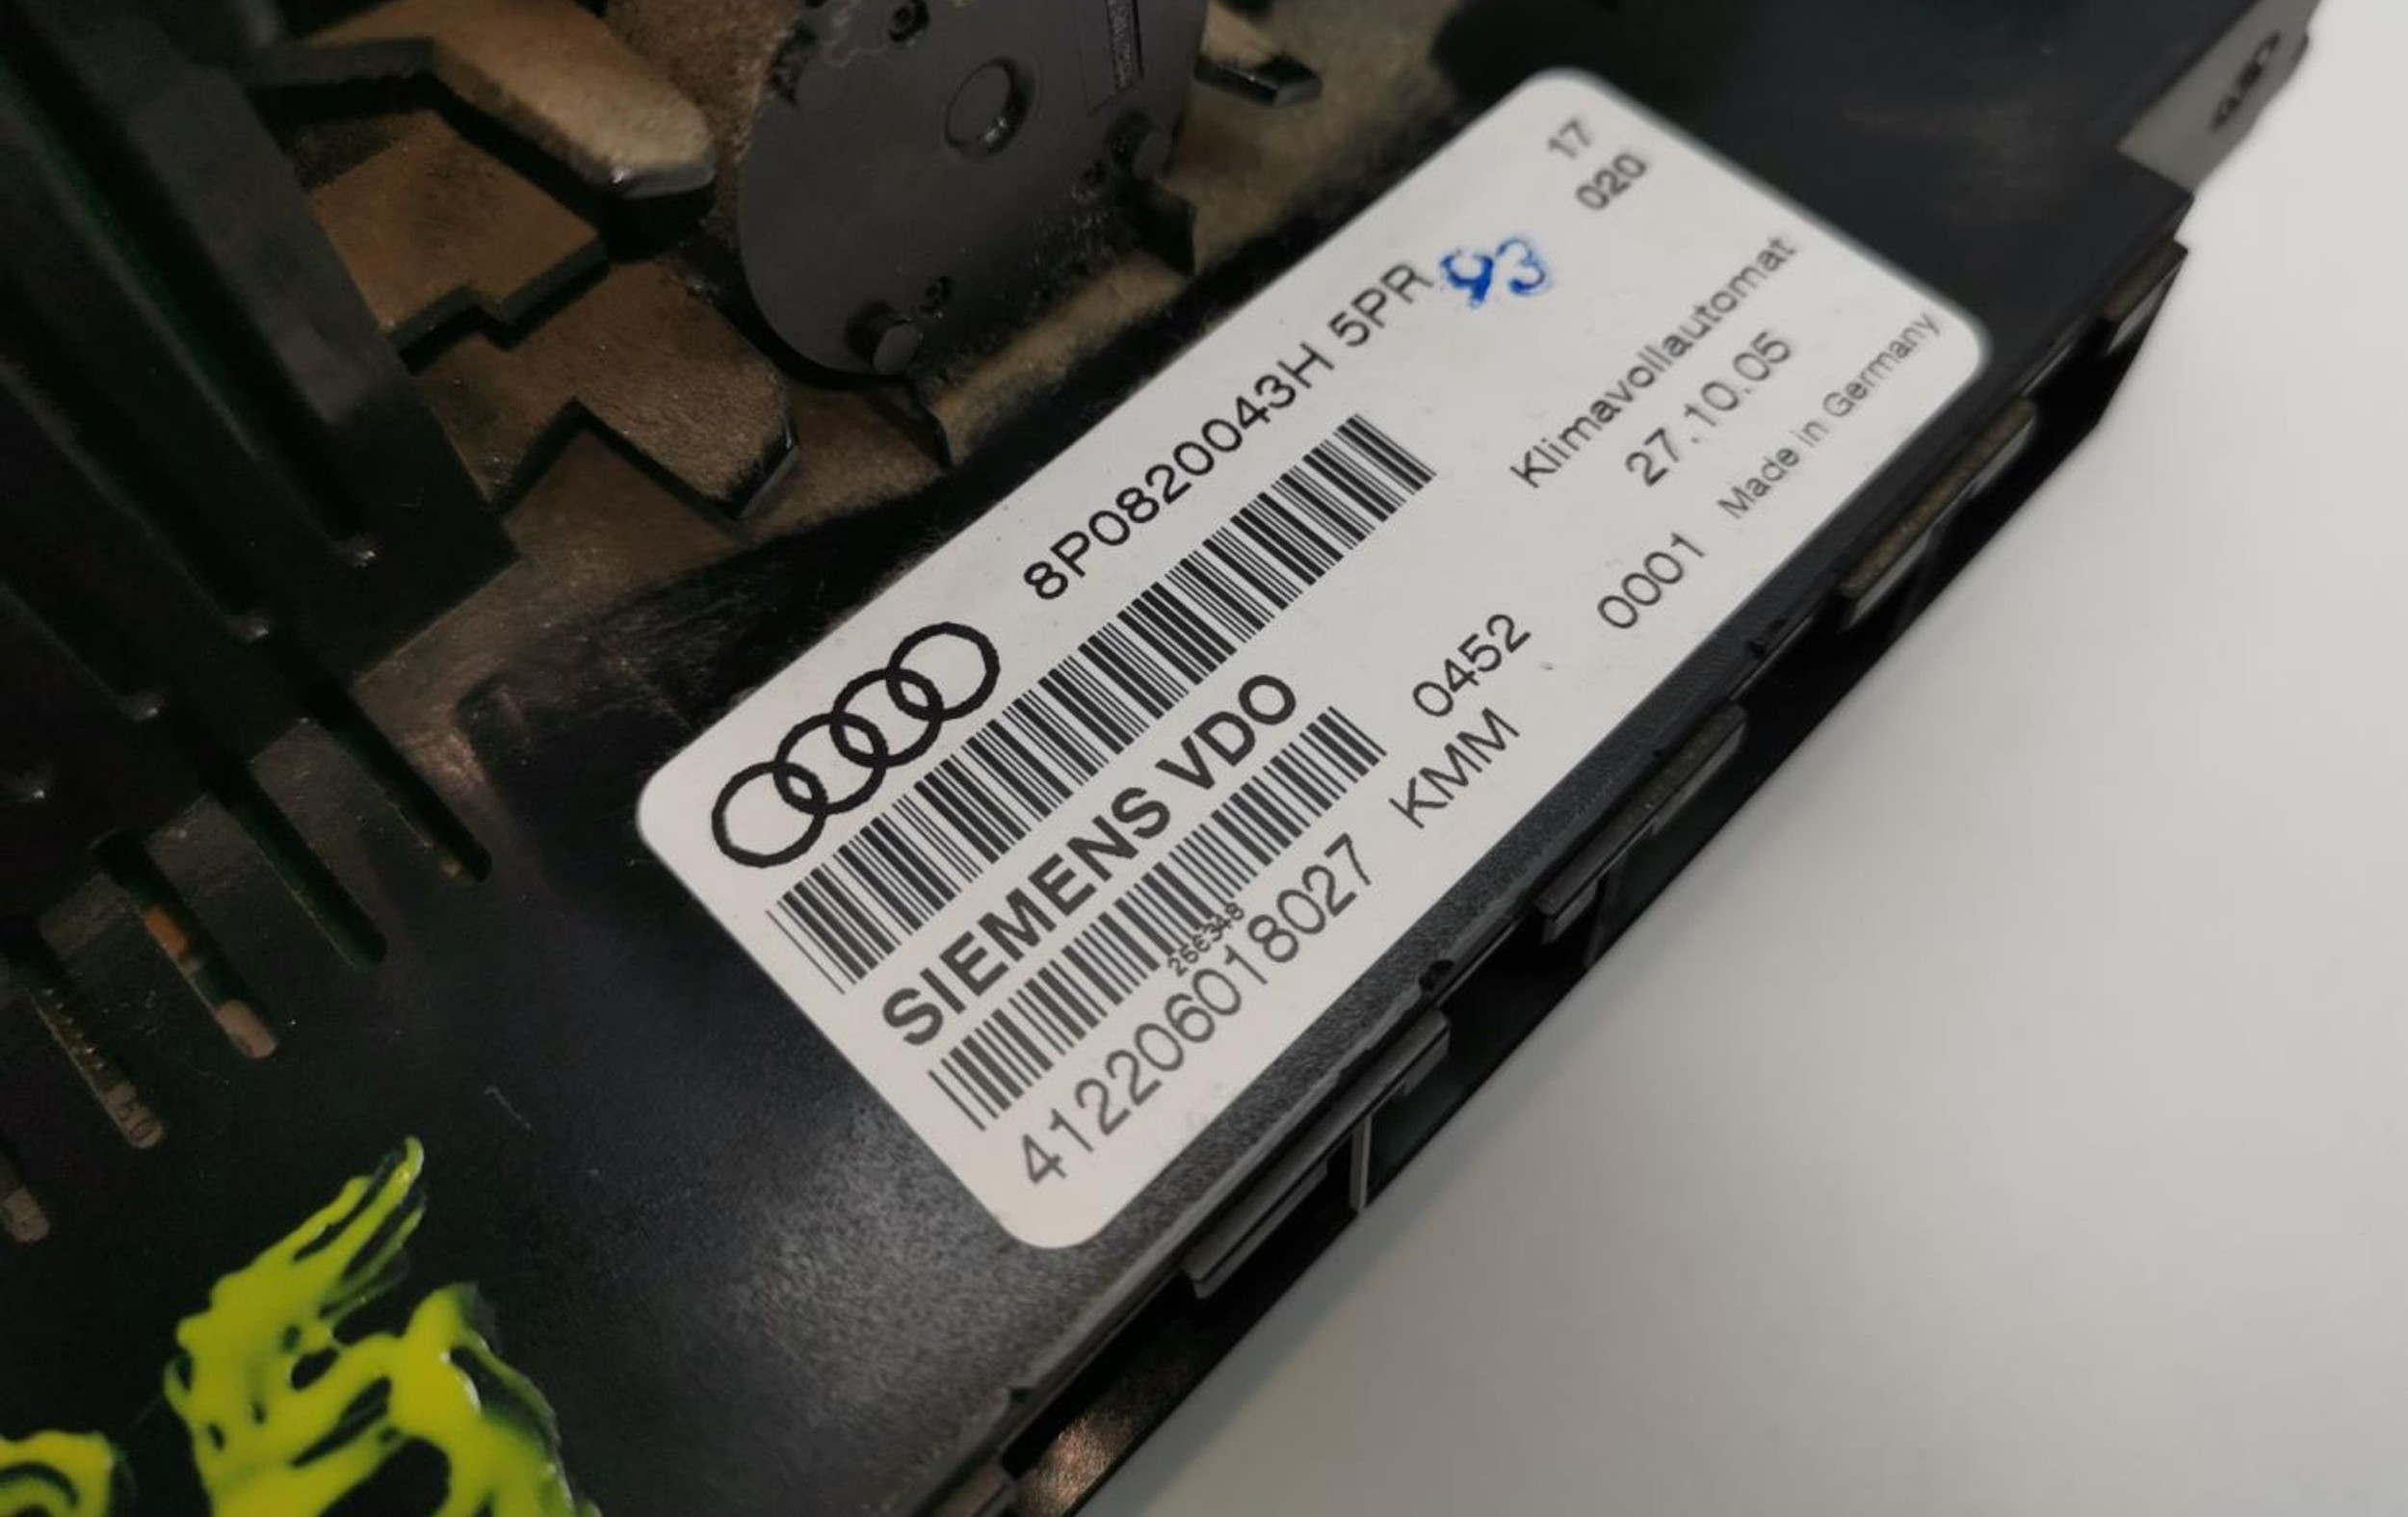 17
020
8P0820043H 5PR 93
Klimavollautomat
27.10.05
SIEMENS VDO
0452
0001 Made in Germany
412206018027 KMM